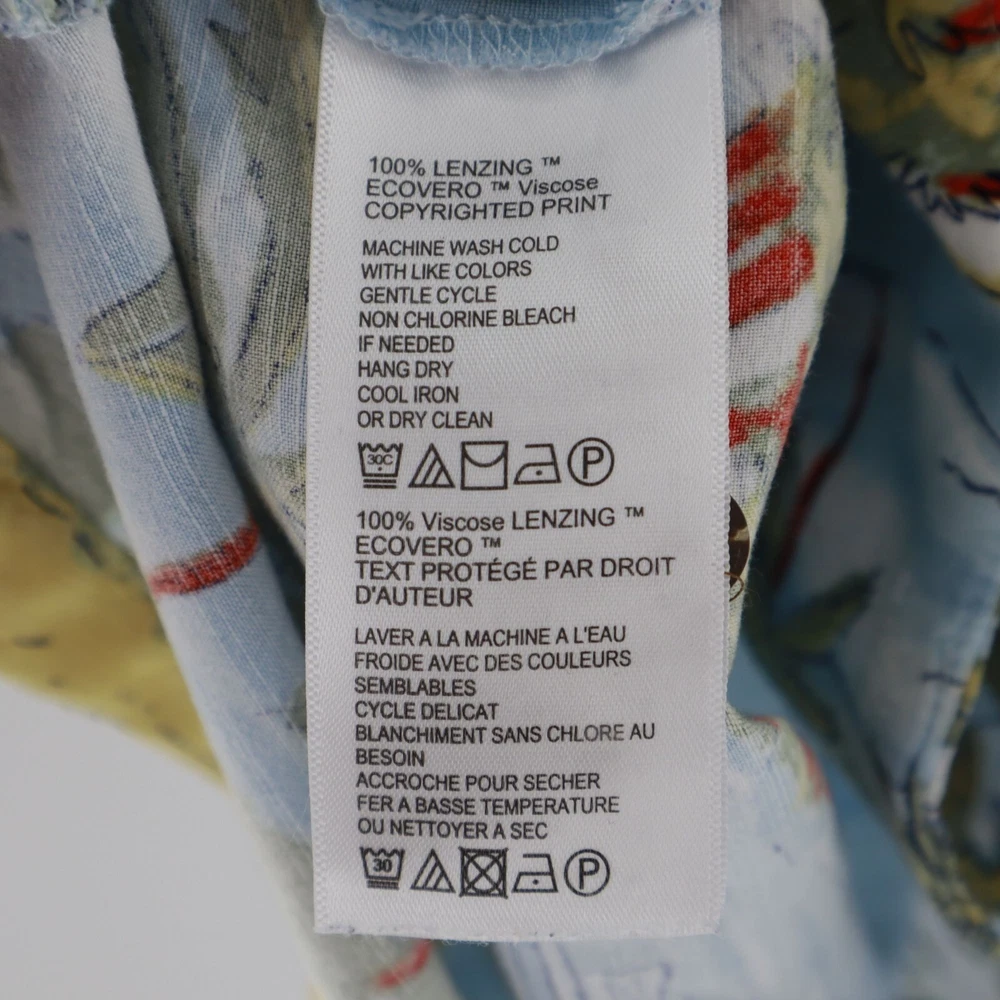 100% LENZING ™
ECOVERO ™ Viscose
COPYRIGHTED PRINT
MACHINE WASH COLD
WITH LIKE COLORS
GENTLE CYCLE
NON CHLORINE BLEACH
IF NEEDED
HANG DRY
COOL IRON
OR DRY CLEAN
30C P
100% Viscose LENZING ™
ECOVERO ™
TEXT PROTÉGÉ PAR DROIT
D'AUTEUR
LAVER A LA MACHINE A L'EAU
FROIDE AVEC DES COULEURS
SEMBLABLES
CYCLE DELICAT
BLANCHIMENT SANS CHLORE AU
BESOIN
ACCROCHE POUR SECHER
FER A BASSE TEMPERATURE
OU NETTOYER A SEC
30 P